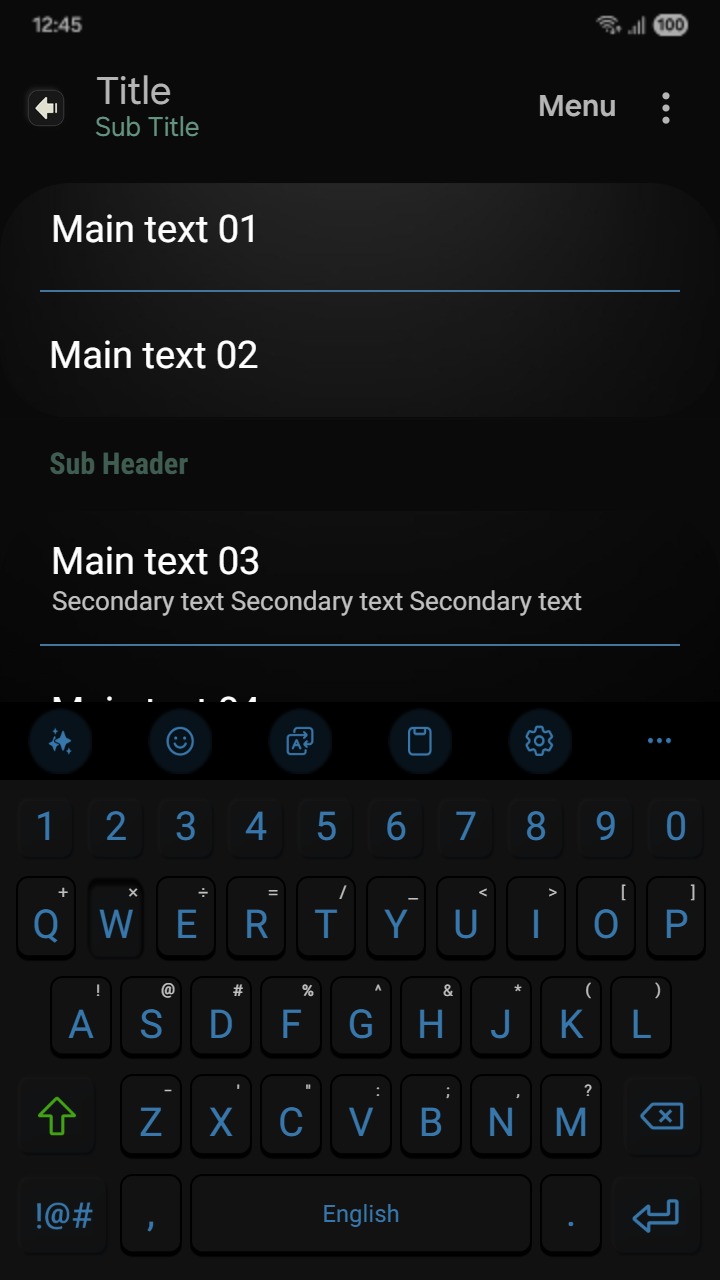 12:45
100
Title
Sub Title
Menu
Main text 01
Main text 02
Sub Header
Main text 03
Secondary text Secondary text Secondary text
1 2 3 4 5 6 7 8 9 0
+ × ÷ = / _ < > [ ]
Q W E R T Y U I O P
! @ # % ^ & * ( )
A S D F G H J K L
- ' " : ; , ?
Z X C V B N M
!@# , English .